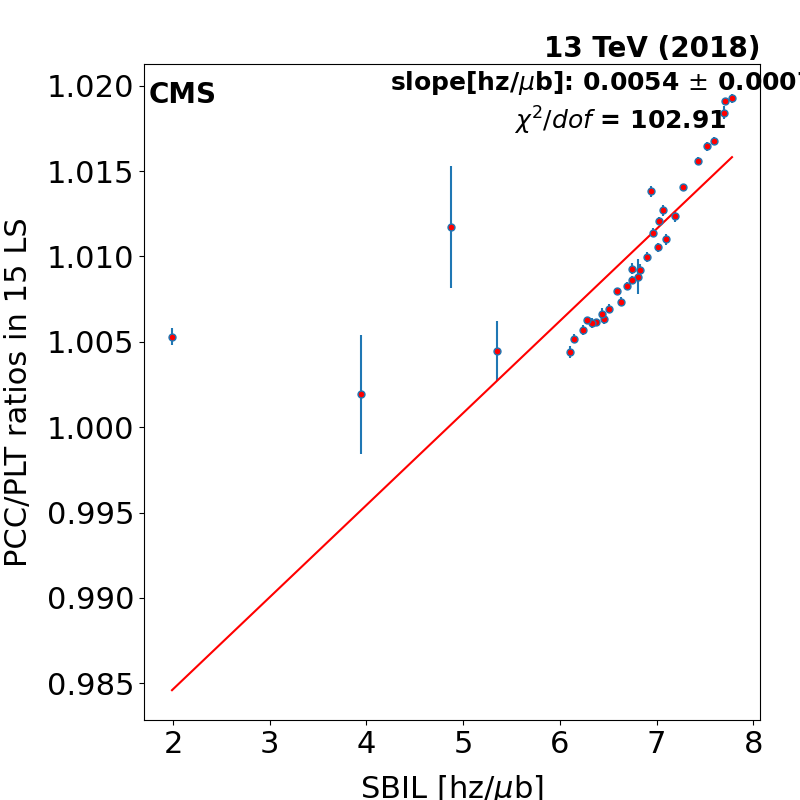 13 TeV (2018)
CMS
slope[hz/μb]: 0.0054 ± 0.0007
χ²/dof = 102.91
PCC/PLT ratios in 15 LS
1.020
1.015
1.010
1.005
1.000
0.995
0.990
0.985
2 3 4 5 6 7 8
SBIL [hz/μb]